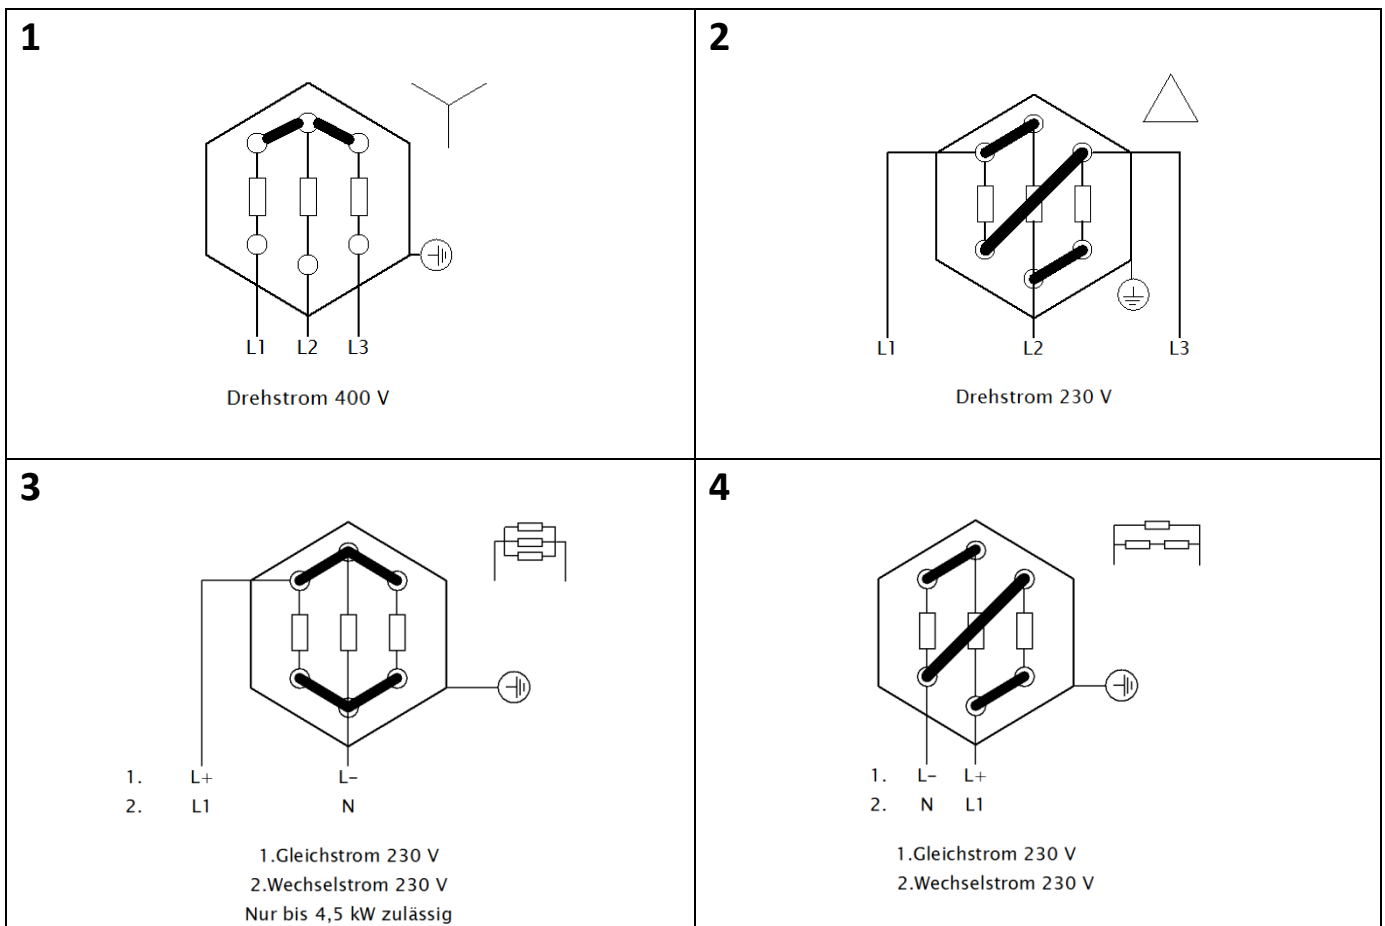 1
L1 L2 L3
Drehstrom 400 V
2
L1 L2 L3
Drehstrom 230 V
3
1. L+ L−
2. L1 N
1.Gleichstrom 230 V
2.Wechselstrom 230 V
Nur bis 4,5 kW zulässig
4
1. L− L+
2. N L1
1.Gleichstrom 230 V
2.Wechselstrom 230 V